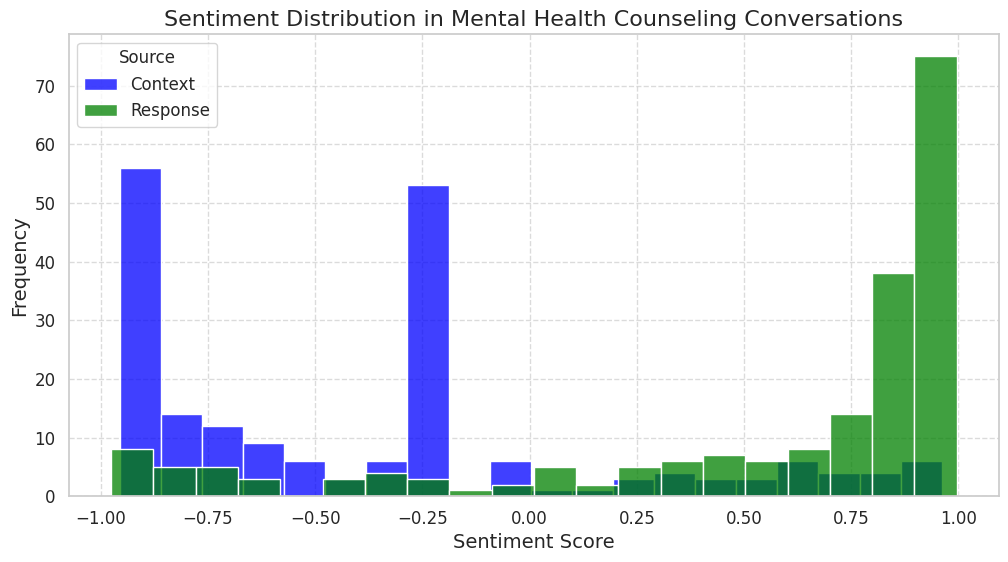 Sentiment Distribution in Mental Health Counseling Conversations
Source
Context
Response
Frequency
70
60
50
40
30
20
10
0
−1.00 −0.75 −0.50 −0.25 0.00 0.25 0.50 0.75 1.00
Sentiment Score